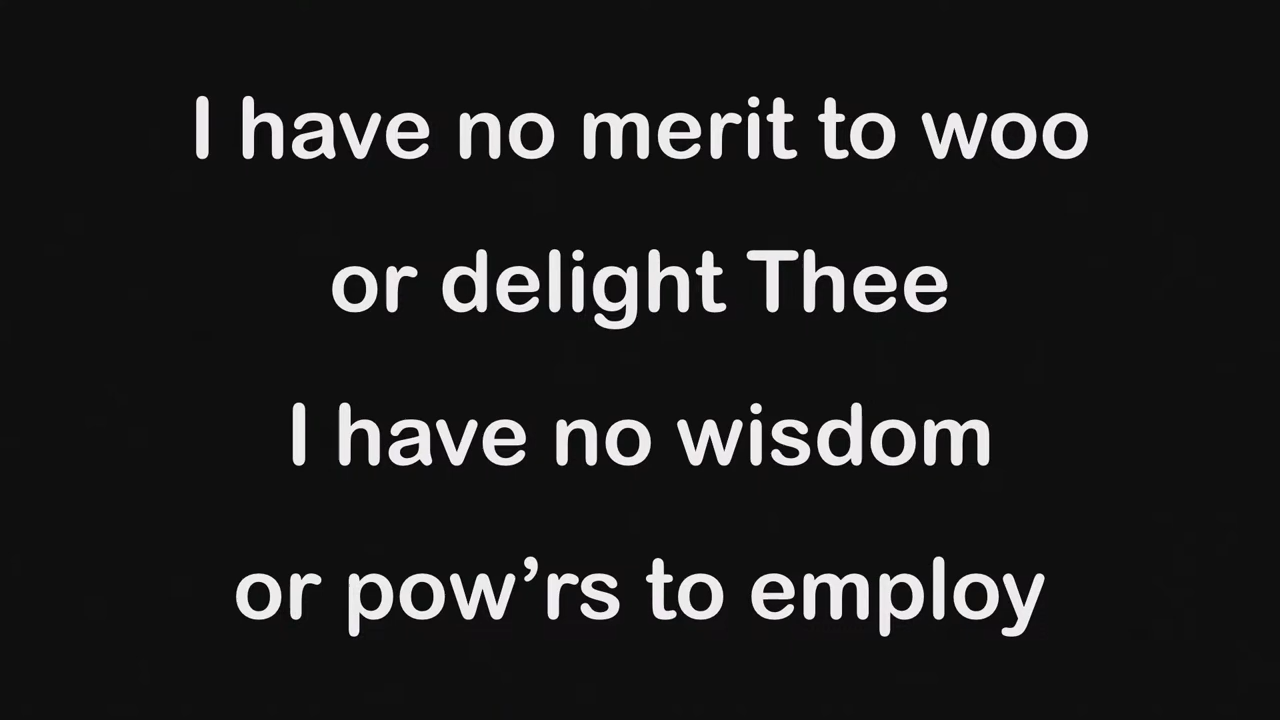 I have no merit to woo
or delight Thee
I have no wisdom
or pow’rs to employ